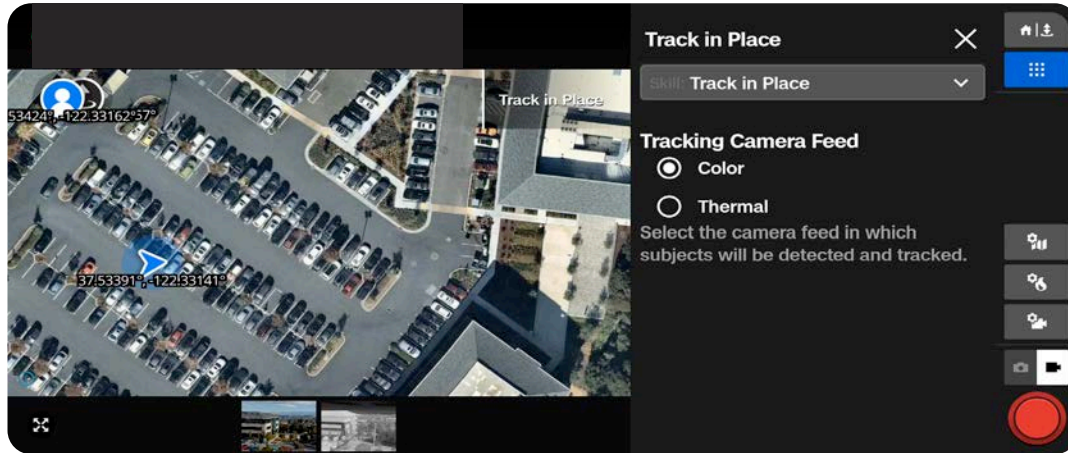 Track in Place
Skill: Track in Place
Track in Place
53424°, -122.33162°57°
37.53391°, -122.33141°
Tracking Camera Feed
Color
Thermal
Select the camera feed in which
subjects will be detected and tracked.